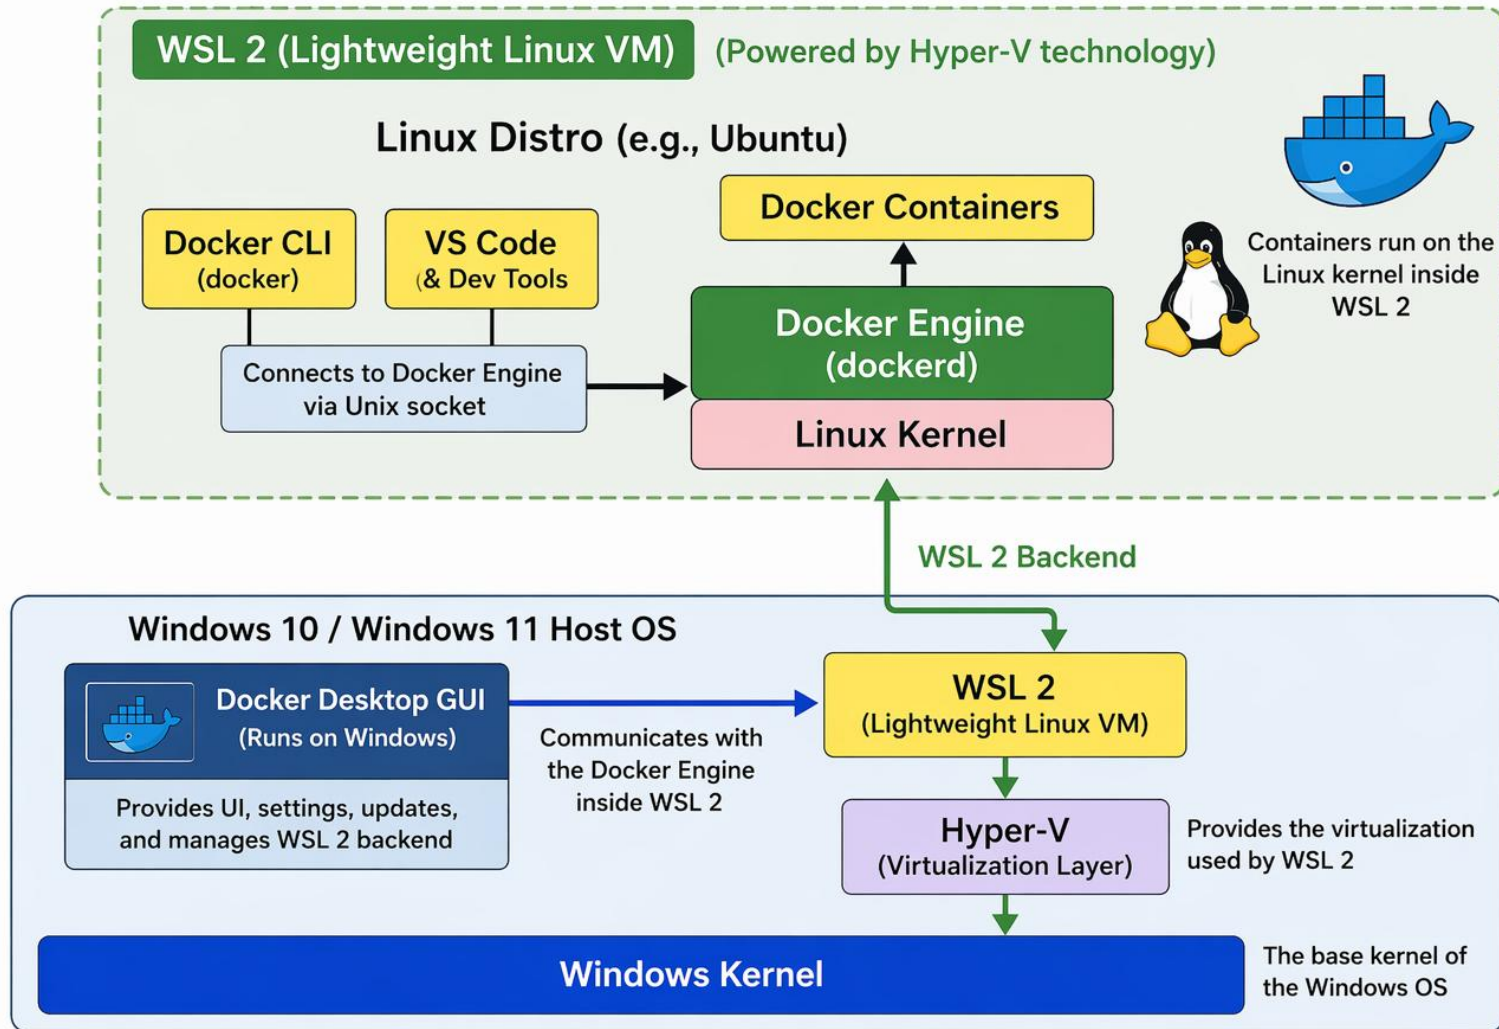 WSL 2 (Lightweight Linux VM)
(Powered by Hyper-V technology)
Linux Distro (e.g., Ubuntu)
Docker CLI
(docker)
VS Code
(& Dev Tools
Connects to Docker Engine
via Unix socket
Docker Containers
Docker Engine
(dockerd)
Linux Kernel
Containers run on the
Linux kernel inside
WSL 2
WSL 2 Backend
Windows 10 / Windows 11 Host OS
Docker Desktop GUI
(Runs on Windows)
Provides UI, settings, updates,
and manages WSL 2 backend
Communicates with
the Docker Engine
inside WSL 2
WSL 2
(Lightweight Linux VM)
Hyper-V
(Virtualization Layer)
Provides the virtualization
used by WSL 2
Windows Kernel
The base kernel of
the Windows OS